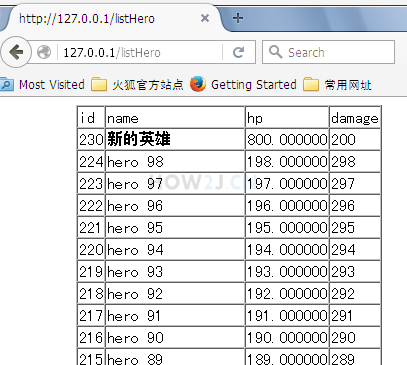 http://127.0.0.1/listHero
127.0.0.1/listHero
Search
Most Visited 火狐官方站点 Getting Started 常用网址
id name hp damage
230 新的英雄 800.000000 200
224 hero 98 198.000000 298
223 hero 97 197.000000 297
222 hero 96 196.000000 296
221 hero 95 195.000000 295
220 hero 94 194.000000 294
219 hero 93 193.000000 293
218 hero 92 192.000000 292
217 hero 91 191.000000 291
216 hero 90 190.000000 290
215 hero 89 189.000000 289